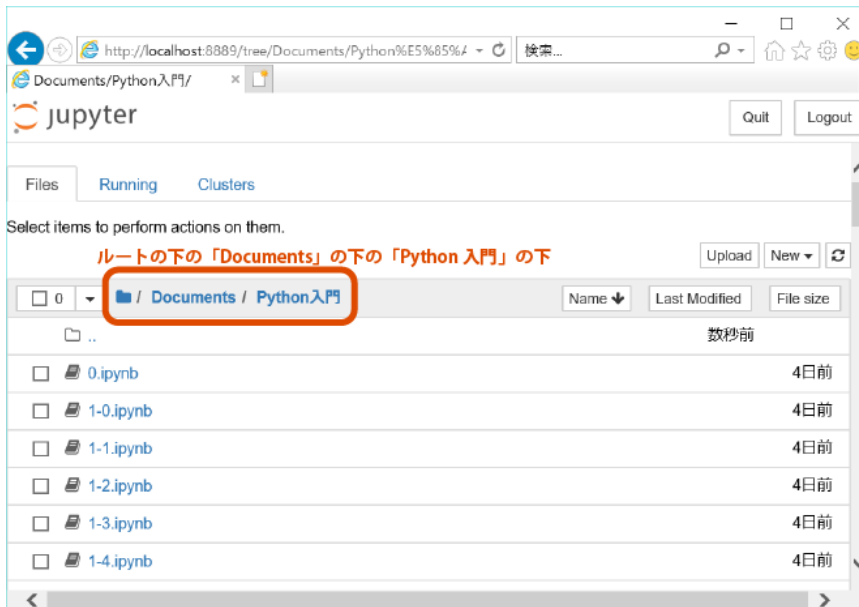 http://localhost:8889/tree/Documents/Python%E5%85%A
検索...
Documents/Python入門/
jupyter
Quit
Logout
Files
Running
Clusters
Select items to perform actions on them.
ルートの下の「Documents」の下の「Python 入門」の下
Upload
New
0
/ Documents / Python入門
Name
Last Modified
File size
..
数秒前
0.ipynb
4日前
1-0.ipynb
4日前
1-1.ipynb
4日前
1-2.ipynb
4日前
1-3.ipynb
4日前
1-4.ipynb
4日前